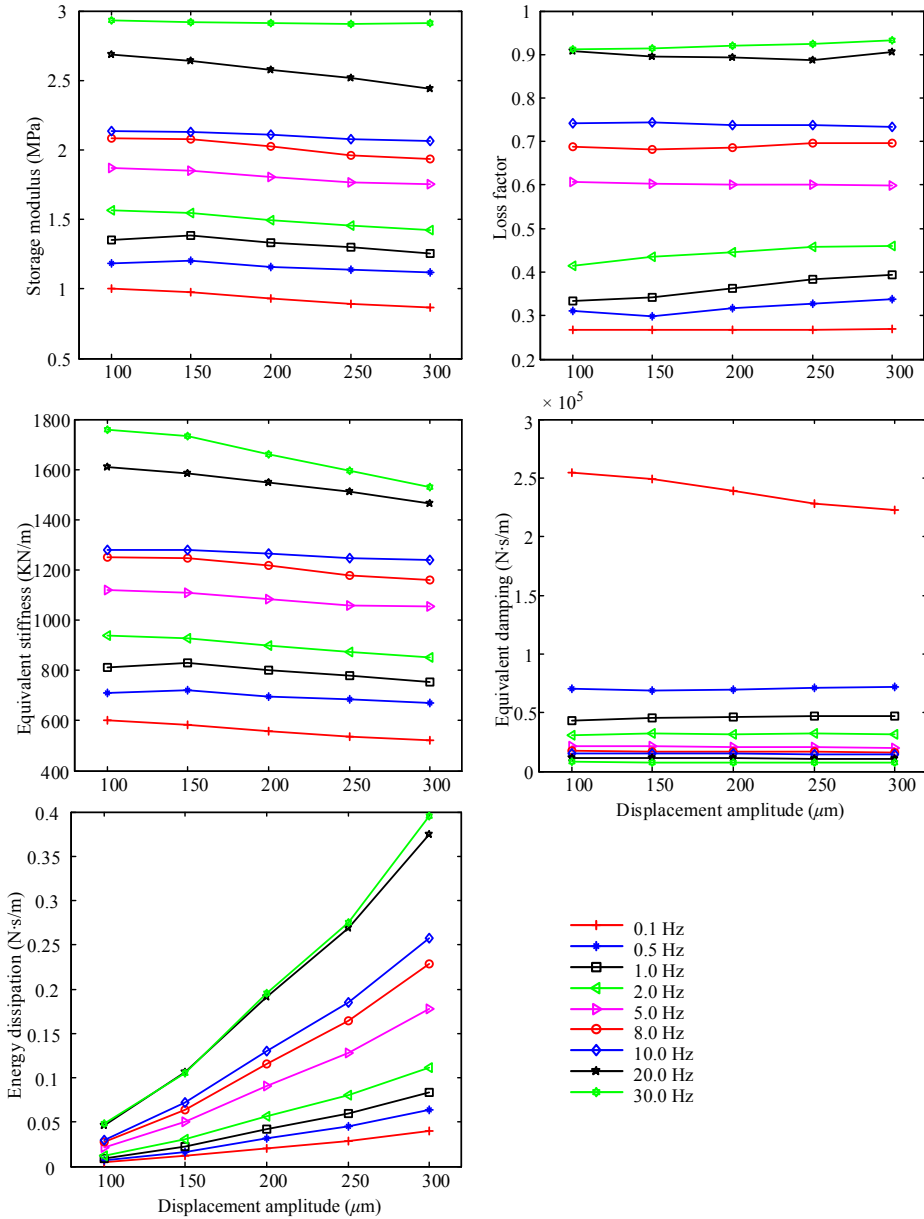 3
2.5
2
1.5
1
0.5
Storage modulus (MPa)
100 150 200 250 300
1
0.9
0.8
0.7
0.6
0.5
0.4
0.3
0.2
Loss factor
100 150 200 250 300
1800
1600
1400
1200
1000
800
600
400
Equivalent stiffness (KN/m)
100 150 200 250 300
× 10⁵
3
2.5
2
1.5
1
0.5
0
Equivalent damping (N·s/m)
100 150 200 250 300
Displacement amplitude (μm)
0.4
0.35
0.3
0.25
0.2
0.15
0.1
0.05
0
Energy dissipation (N·s/m)
100 150 200 250 300
Displacement amplitude (μm)
0.1 Hz
0.5 Hz
1.0 Hz
2.0 Hz
5.0 Hz
8.0 Hz
10.0 Hz
20.0 Hz
30.0 Hz